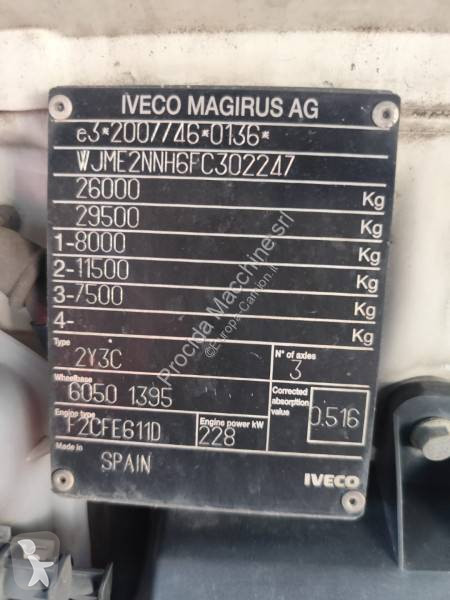 IVECO MAGIRUS AG
e3*2007/46*0136*
WJME2NNH6FC302247
26000 Kg
29500 Kg
1-8000 Kg
2-11500 Kg
3-7500 Kg
4- Kg
Type 2Y3C N° of axles 3
Wheelbase 6050 1395 Corrected absorption value 0.516
Engine type F2CFE611D Engine power kW 228
Made in SPAIN
IVECO
Procida Macchine srl
©Europa-Camion.it